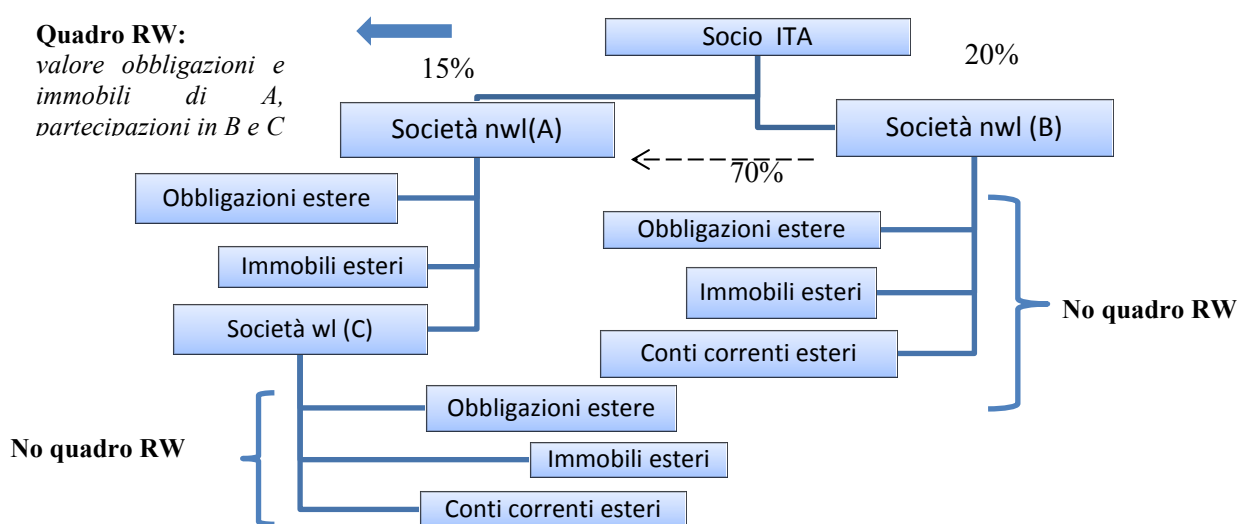 Quadro RW:
valore obbligazioni e
immobili di A,
partecipazioni in B e C
Socio ITA
15%
20%
Società nwl(A)
Società nwl (B)
70%
Obbligazioni estere
Immobili esteri
Società wl (C)
Obbligazioni estere
Immobili esteri
Conti correnti esteri
No quadro RW
Obbligazioni estere
Immobili esteri
Conti correnti esteri
No quadro RW